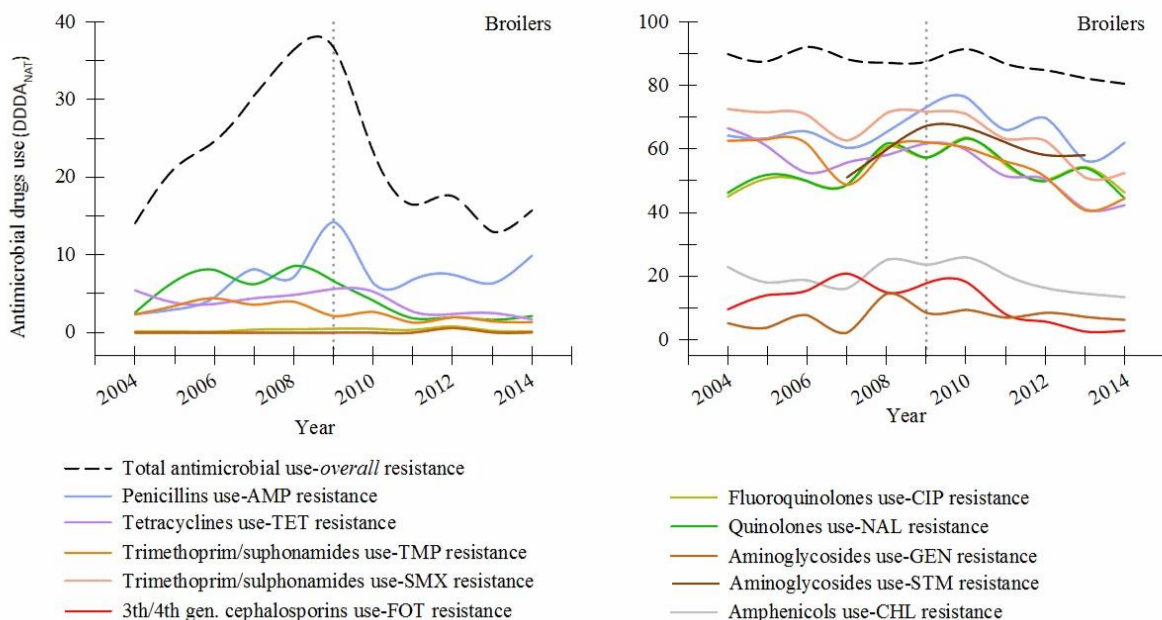 Broilers
Antimicrobial drugs use (DDDA_NAT)
40
30
20
10
0
2004
2006
2008
2010
2012
2014
Year
Broilers
100
80
60
40
20
0
2004
2006
2008
2010
2012
2014
Year
Total antimicrobial use-overall resistance
Penicillins use-AMP resistance
Tetracyclines use-TET resistance
Trimethoprim/suphonamides use-TMP resistance
Trimethoprim/sulphonamides use-SMX resistance
3th/4th gen. cephalosporins use-FOT resistance
Fluoroquinolones use-CIP resistance
Quinolones use-NAL resistance
Aminoglycosides use-GEN resistance
Aminoglycosides use-STM resistance
Amphenicols use-CHL resistance